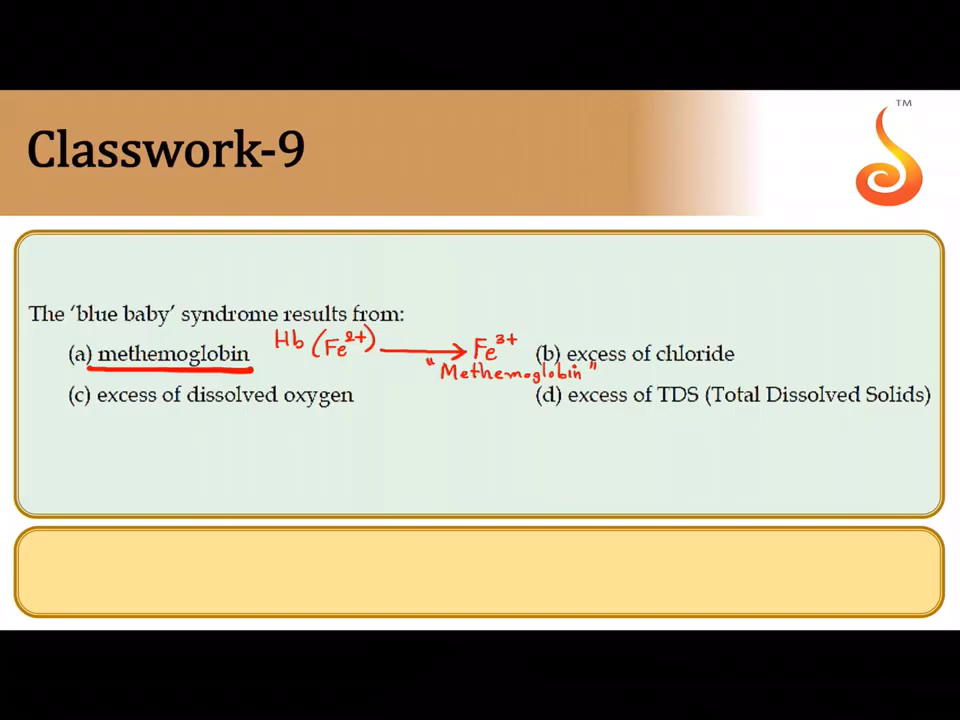 TM
Classwork-9
The ‘blue baby’ syndrome results from:
(a) methemoglobin Hb (Fe2+) → Fe3+ (b) excess of chloride
"Methemoglobin"
(c) excess of dissolved oxygen (d) excess of TDS (Total Dissolved Solids)